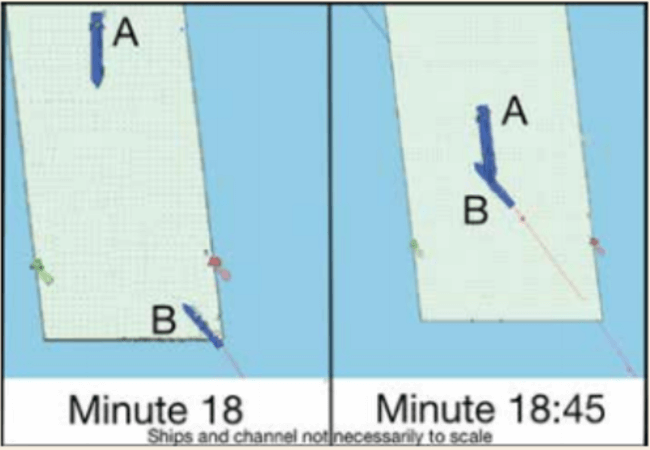 A
B
A
B
Minute 18
Minute 18:45
Ships and channel not necessarily to scale